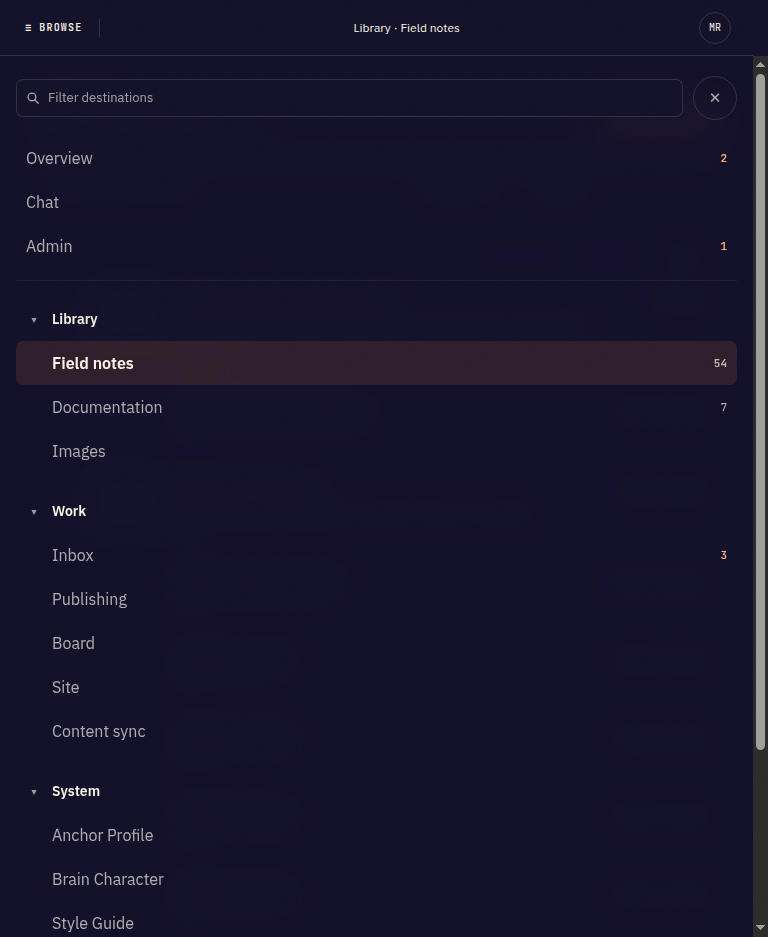 ≡ BROWSE
Library · Field notes
MR
Filter destinations
✕
Overview 2
Chat
Admin 1
▾ Library
Field notes 54
Documentation 7
Images
▾ Work
Inbox 3
Publishing
Board
Site
Content sync
▾ System
Anchor Profile
Brain Character
Style Guide